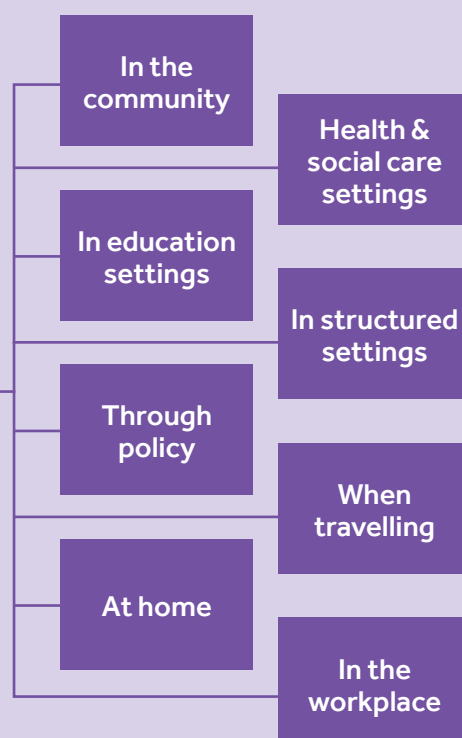 In the
community
Health &
social care
settings
In education
settings
In structured
settings
Through
policy
When
travelling
At home
In the
workplace